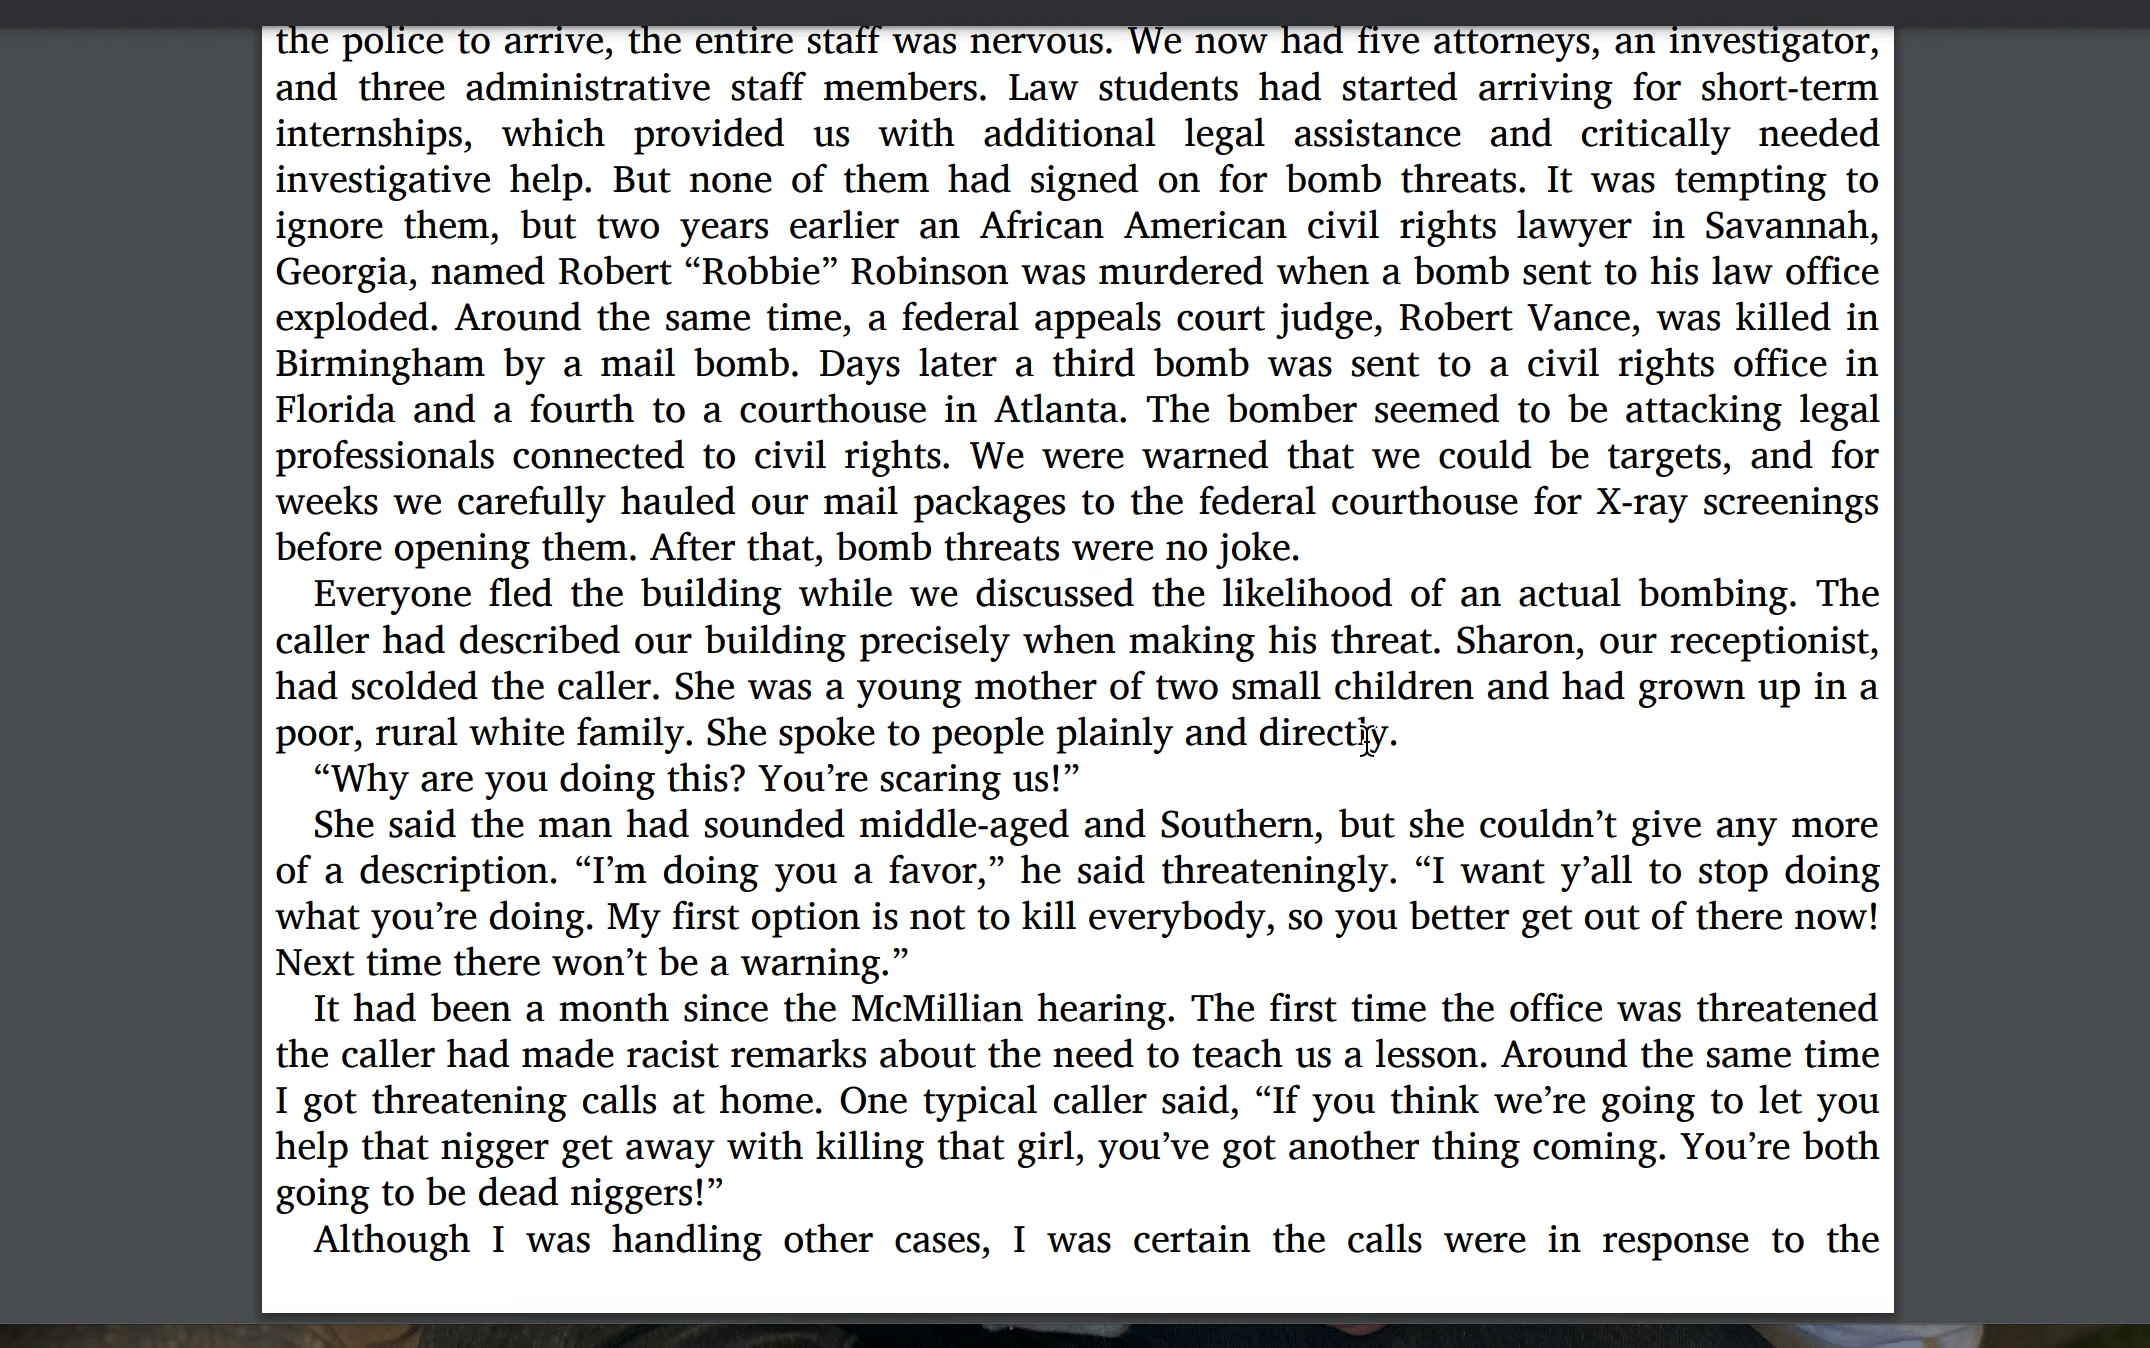 the police to arrive, the entire staff was nervous. We now had five attorneys, an investigator,
and three administrative staff members. Law students had started arriving for short-term
internships, which provided us with additional legal assistance and critically needed
investigative help. But none of them had signed on for bomb threats. It was tempting to
ignore them, but two years earlier an African American civil rights lawyer in Savannah,
Georgia, named Robert “Robbie” Robinson was murdered when a bomb sent to his law office
exploded. Around the same time, a federal appeals court judge, Robert Vance, was killed in
Birmingham by a mail bomb. Days later a third bomb was sent to a civil rights office in
Florida and a fourth to a courthouse in Atlanta. The bomber seemed to be attacking legal
professionals connected to civil rights. We were warned that we could be targets, and for
weeks we carefully hauled our mail packages to the federal courthouse for X-ray screenings
before opening them. After that, bomb threats were no joke.
Everyone fled the building while we discussed the likelihood of an actual bombing. The
caller had described our building precisely when making his threat. Sharon, our receptionist,
had scolded the caller. She was a young mother of two small children and had grown up in a
poor, rural white family. She spoke to people plainly and directly.
“Why are you doing this? You’re scaring us!”
She said the man had sounded middle-aged and Southern, but she couldn’t give any more
of a description. “I’m doing you a favor,” he said threateningly. “I want y’all to stop doing
what you’re doing. My first option is not to kill everybody, so you better get out of there now!
Next time there won’t be a warning.”
It had been a month since the McMillian hearing. The first time the office was threatened
the caller had made racist remarks about the need to teach us a lesson. Around the same time
I got threatening calls at home. One typical caller said, “If you think we’re going to let you
help that nigger get away with killing that girl, you’ve got another thing coming. You’re both
going to be dead niggers!”
Although I was handling other cases, I was certain the calls were in response to the